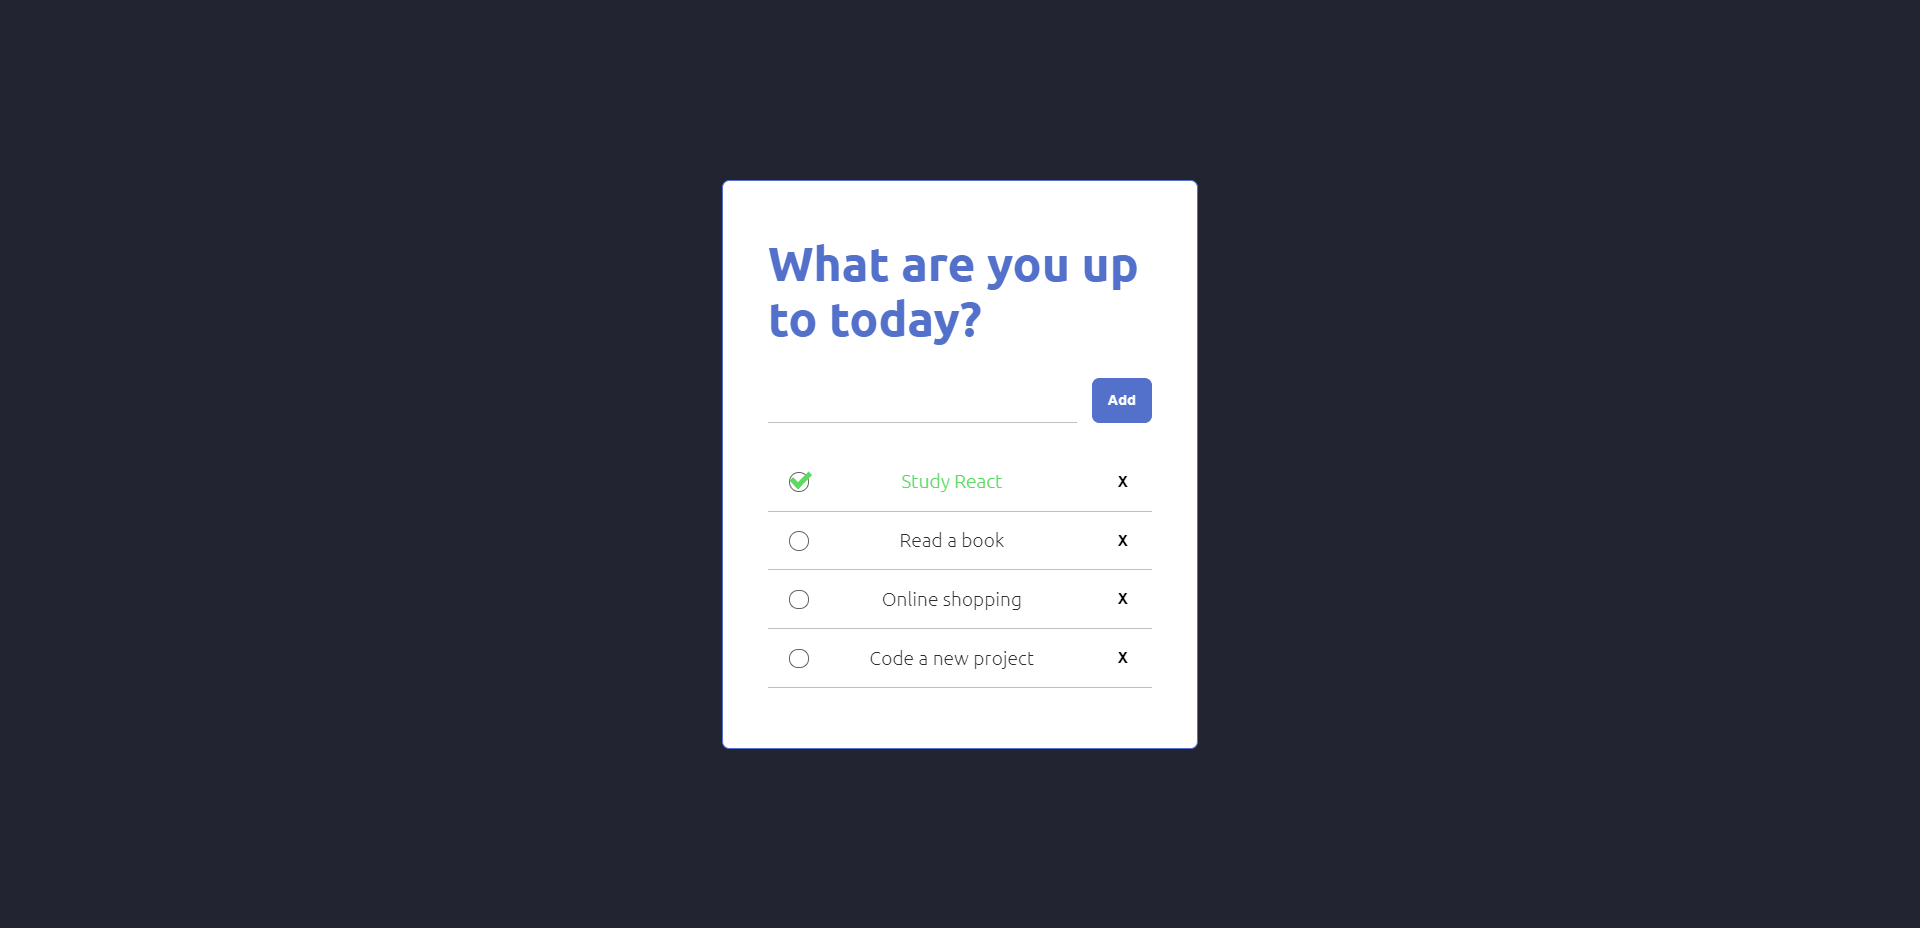 What are you up
to today?
Add
Study React X
Read a book X
Online shopping X
Code a new project X